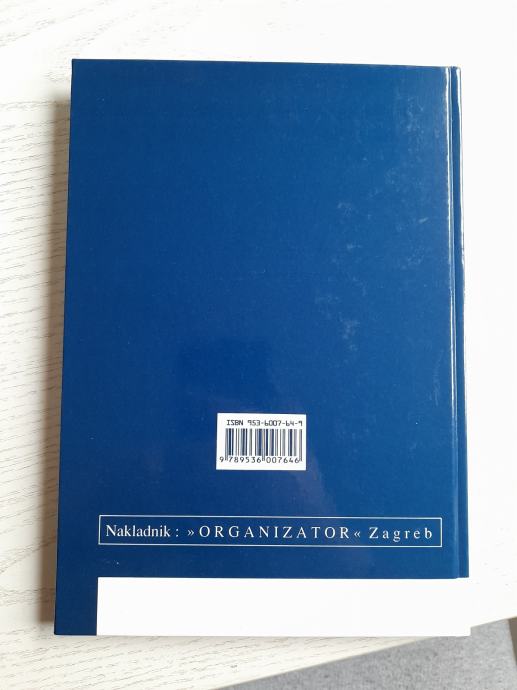 ISBN 953-6007-64-9
9 789536 007646
Nakladnik : »ORGANIZATOR« Zagreb